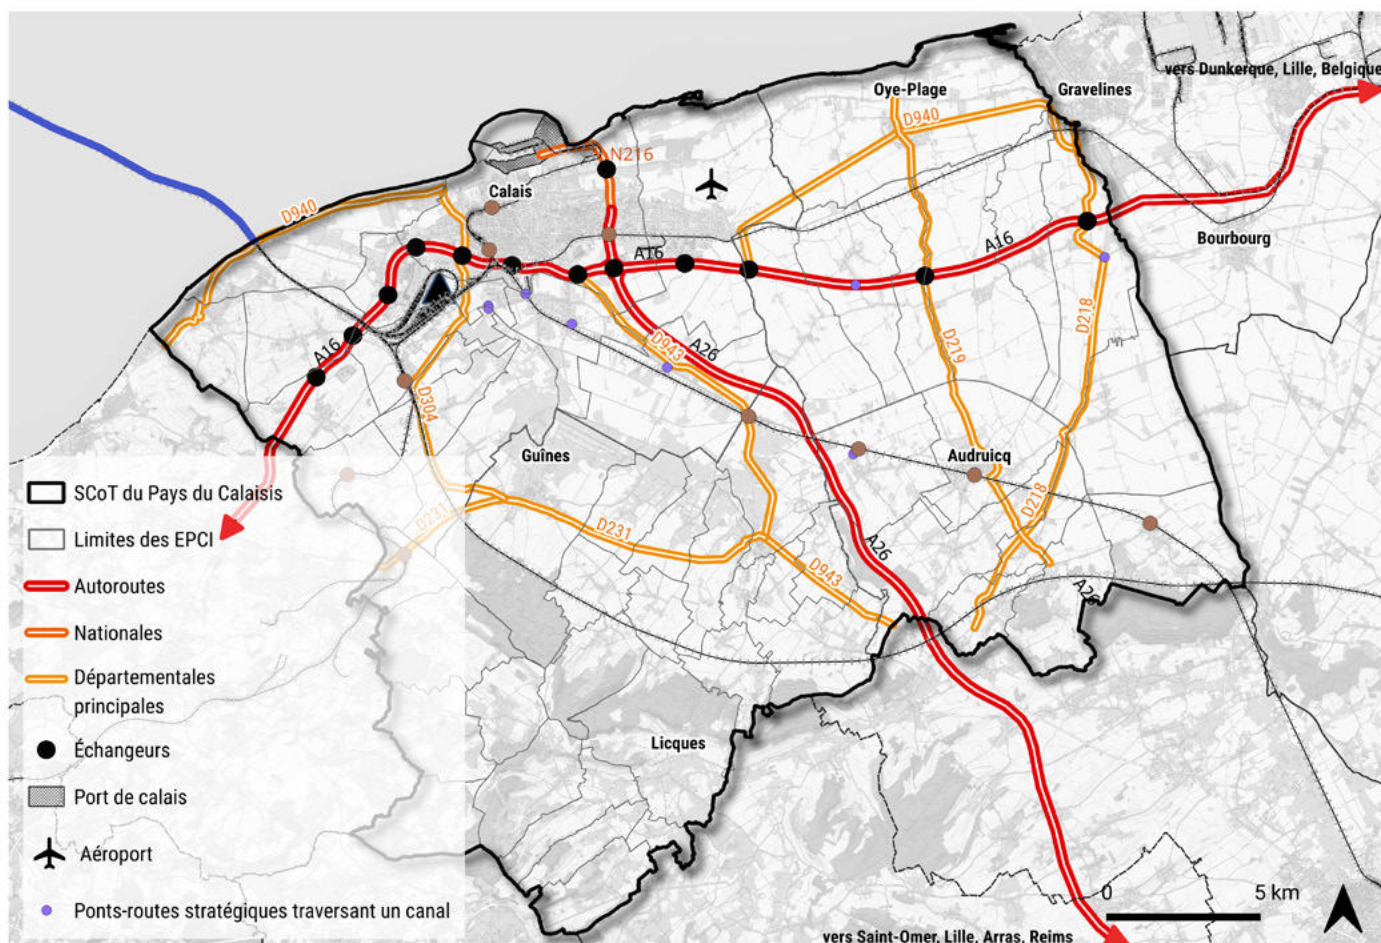 vers Dunkerque, Lille, Belgique
Oye-Plage
Gravelines
D940
N216
Calais
D940
A16
A16
Bourbourg
D218
A16
D943
A26
D219
D304
Guînes
Audruicq
D218
D231
D231
A26
D943
A26
Licques
SCoT du Pays du Calaisis
Limites des EPCI
Autoroutes
Nationales
Départementales
principales
Échangeurs
Port de calais
Aéroport
Ponts-routes stratégiques traversant un canal
0
5 km
vers Saint-Omer, Lille, Arras, Reims